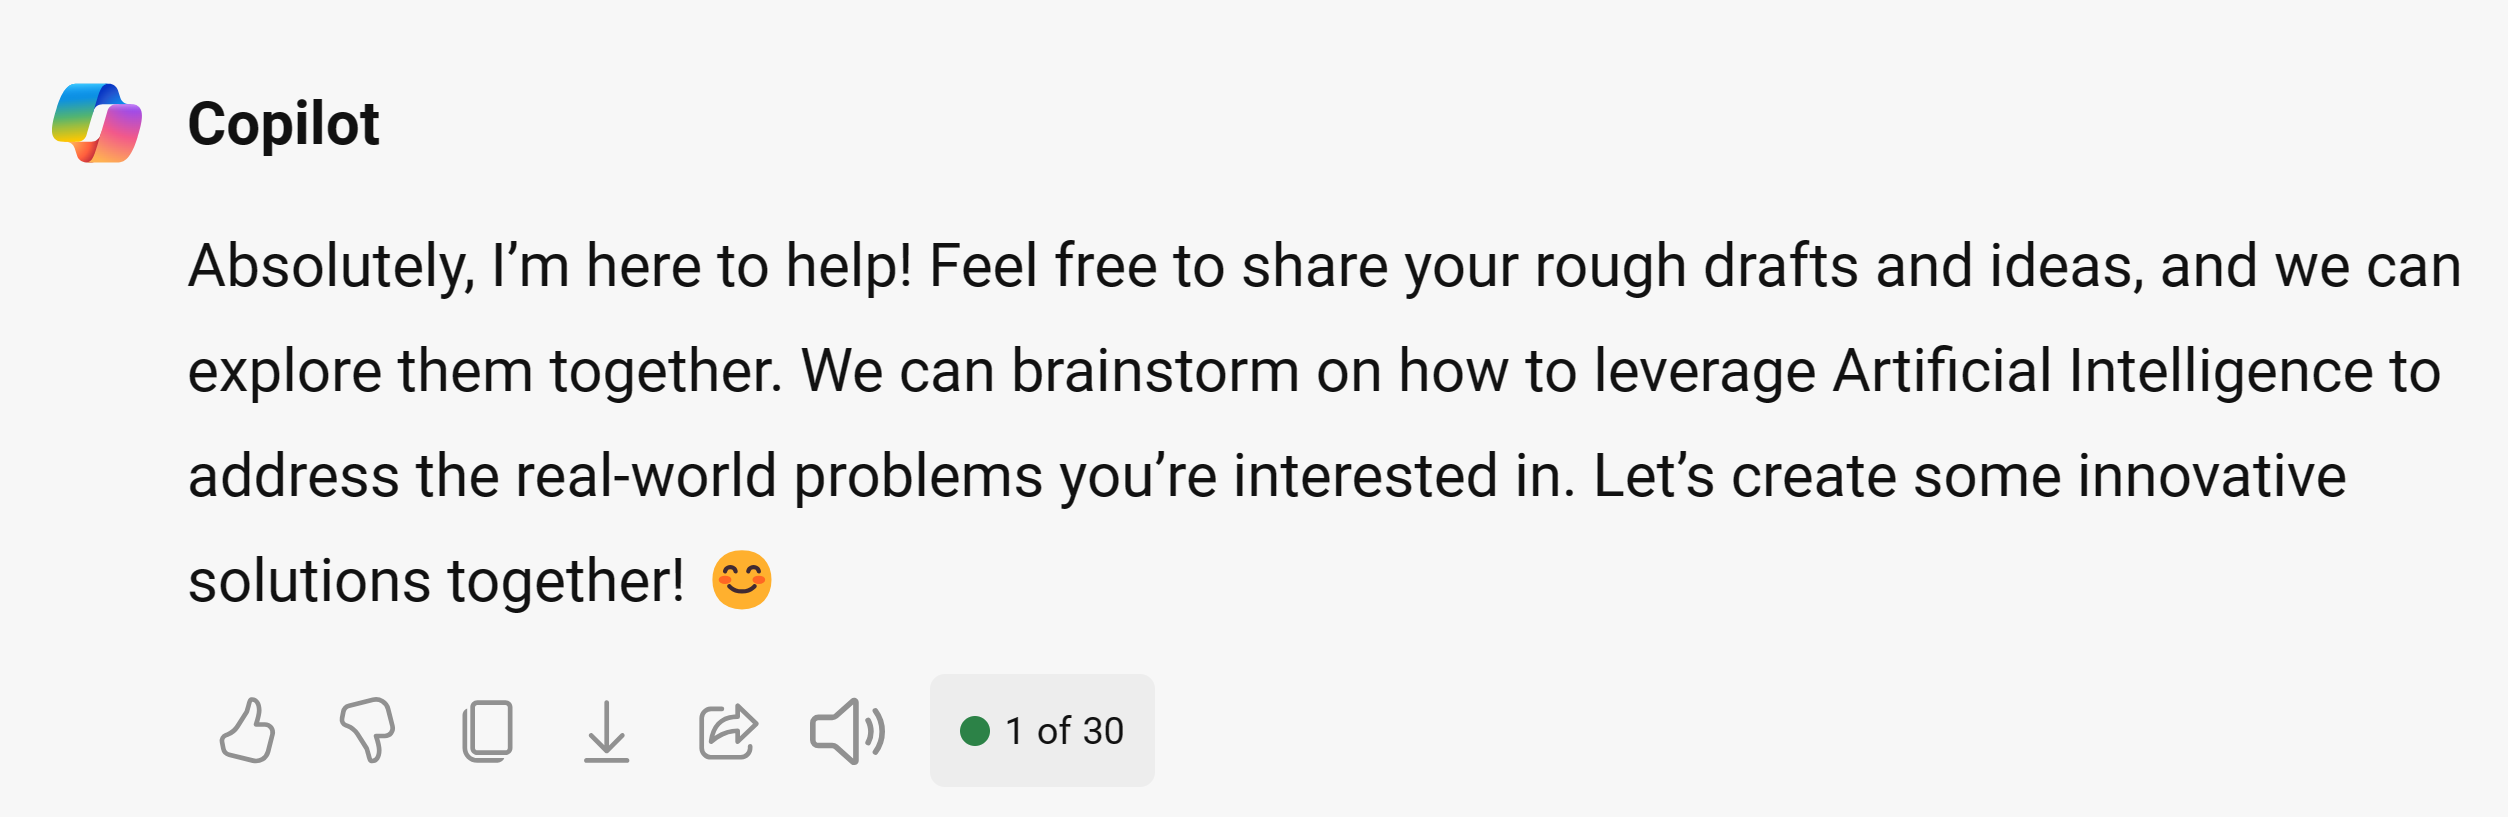 Copilot
Absolutely, I’m here to help! Feel free to share your rough drafts and ideas, and we can
explore them together. We can brainstorm on how to leverage Artificial Intelligence to
address the real-world problems you’re interested in. Let’s create some innovative
solutions together! 😊
1 of 30